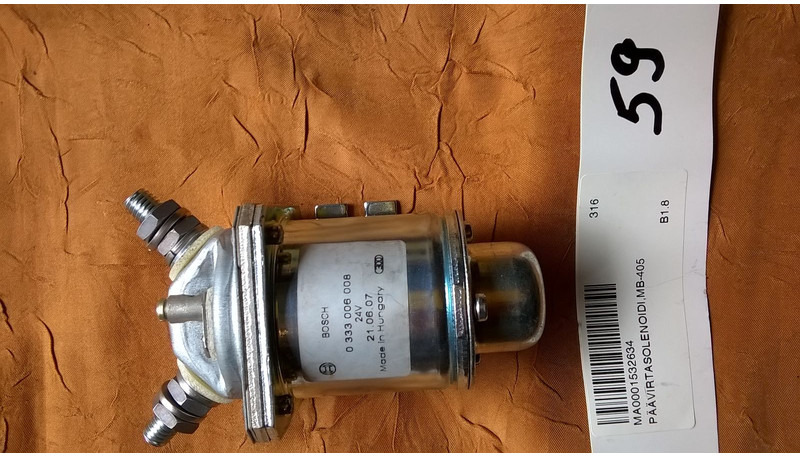 BOSCH
0 333 006 008
24V
21.06.07
Made in Hungary
59
316
B1.8
MA0001532634
PÄÄVIRTASOLENOIDI,MB-405